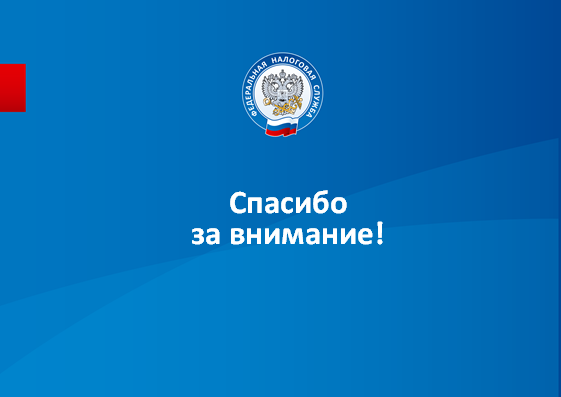 ФЕДЕРАЛЬНАЯ НАЛОГОВАЯ СЛУЖБА
Спасибо
за внимание!